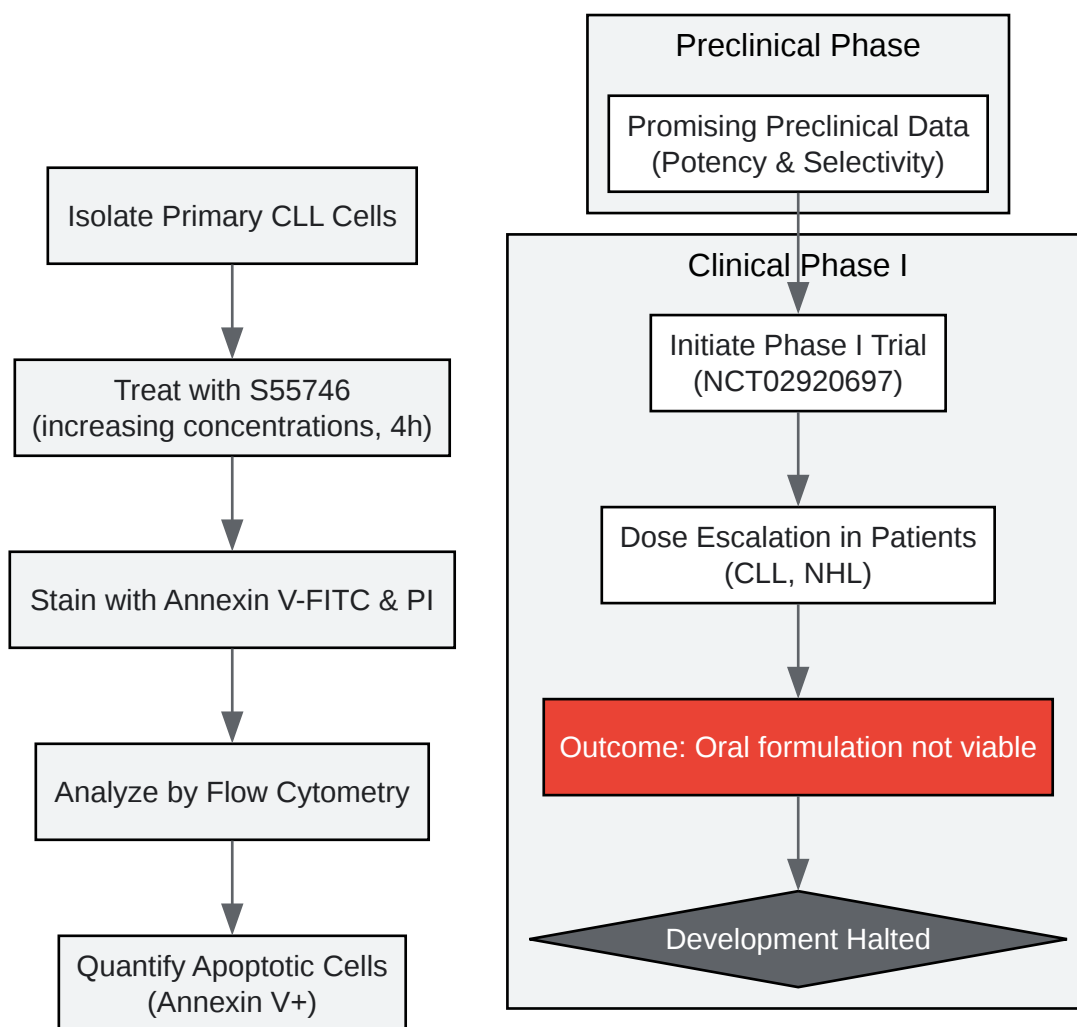 Isolate Primary CLL Cells
Treat with S55746
(increasing concentrations, 4h)
Stain with Annexin V-FITC & PI
Analyze by Flow Cytometry
Quantify Apoptotic Cells
(Annexin V+)
Preclinical Phase
Promising Preclinical Data
(Potency & Selectivity)
Clinical Phase I
Initiate Phase I Trial
(NCT02920697)
Dose Escalation in Patients
(CLL, NHL)
Outcome: Oral formulation not viable
Development Halted